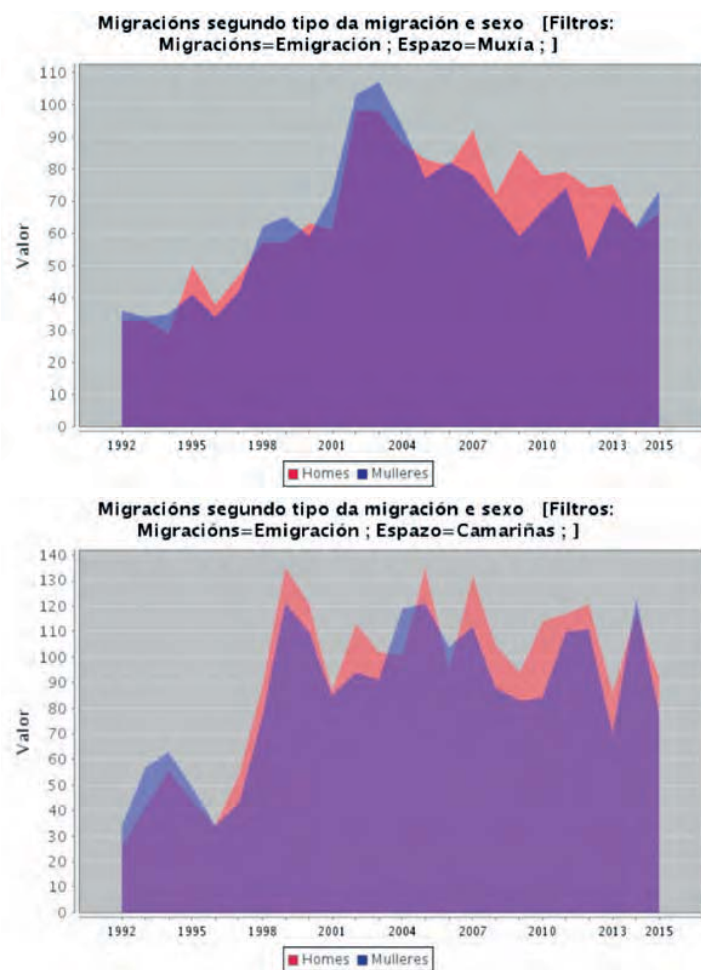 Migracións segundo tipo da migración e sexo [Filtros:
Migracións=Emigración ; Espazo=Muxía ; ]
Valor
110
100
90
80
70
60
50
40
30
20
10
0
1992 1995 1998 2001 2004 2007 2010 2013 2015
Homes Mulleres
Migracións segundo tipo da migración e sexo [Filtros:
Migracións=Emigración ; Espazo=Camariñas ; ]
Valor
140
130
120
110
100
90
80
70
60
50
40
30
20
10
0
1992 1995 1998 2001 2004 2007 2010 2013 2015
Homes Mulleres